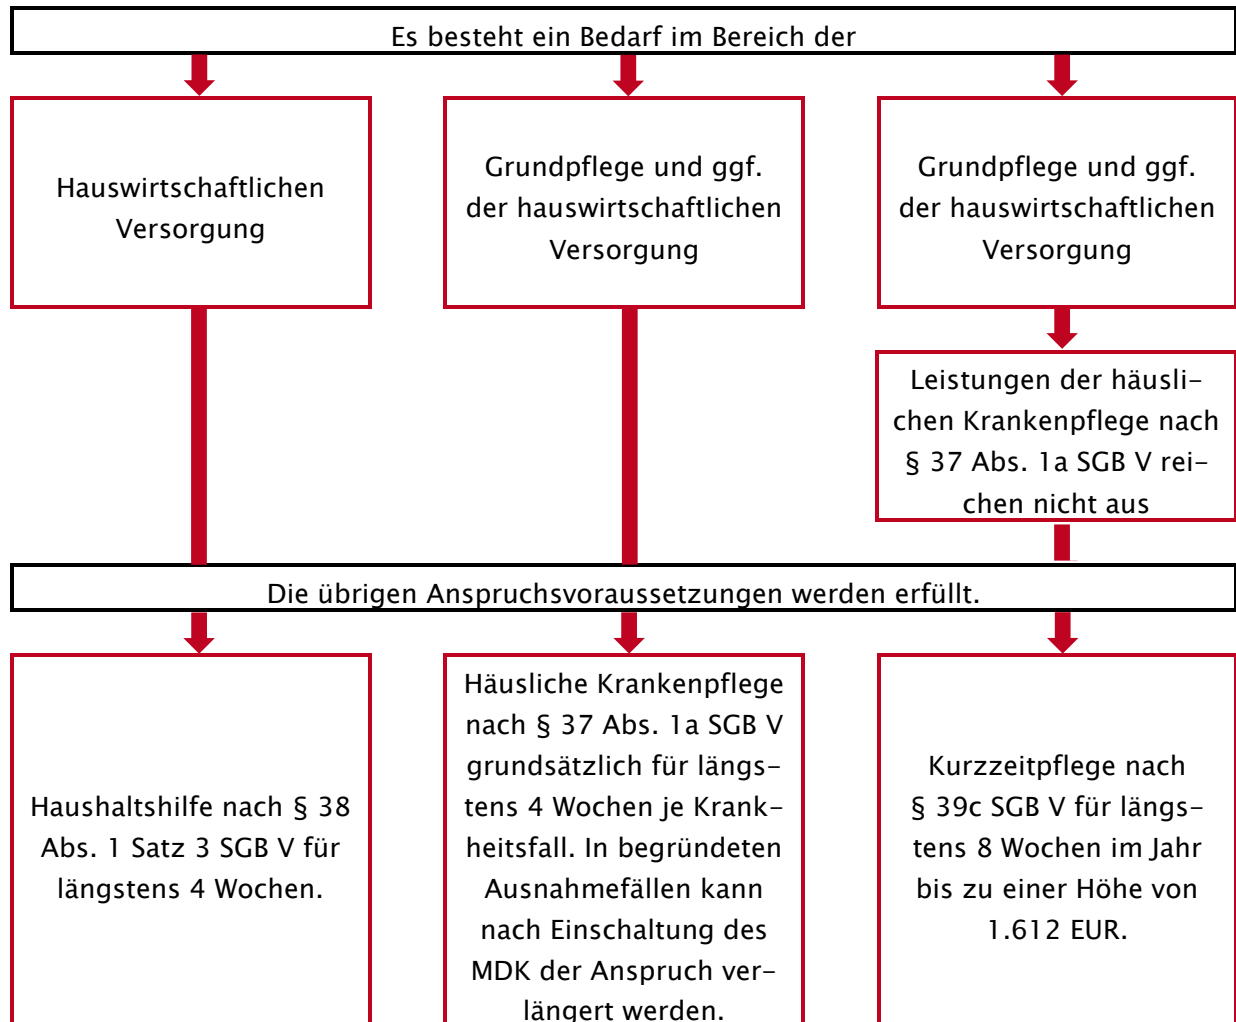 Es besteht ein Bedarf im Bereich der
Hauswirtschaftlichen
Versorgung
Grundpflege und ggf.
der hauswirtschaftlichen
Versorgung
Grundpflege und ggf.
der hauswirtschaftlichen
Versorgung
Leistungen der häusli-
chen Krankenpflege nach
§ 37 Abs. 1a SGB V rei-
chen nicht aus
Die übrigen Anspruchsvoraussetzungen werden erfüllt.
Haushaltshilfe nach § 38
Abs. 1 Satz 3 SGB V für
längstens 4 Wochen.
Häusliche Krankenpflege
nach § 37 Abs. 1a SGB V
grundsätzlich für längs-
tens 4 Wochen je Krank-
heitsfall. In begründeten
Ausnahmefällen kann
nach Einschaltung des
MDK der Anspruch ver-
längert werden.
Kurzzeitpflege nach
§ 39c SGB V für längs-
tens 8 Wochen im Jahr
bis zu einer Höhe von
1.612 EUR.